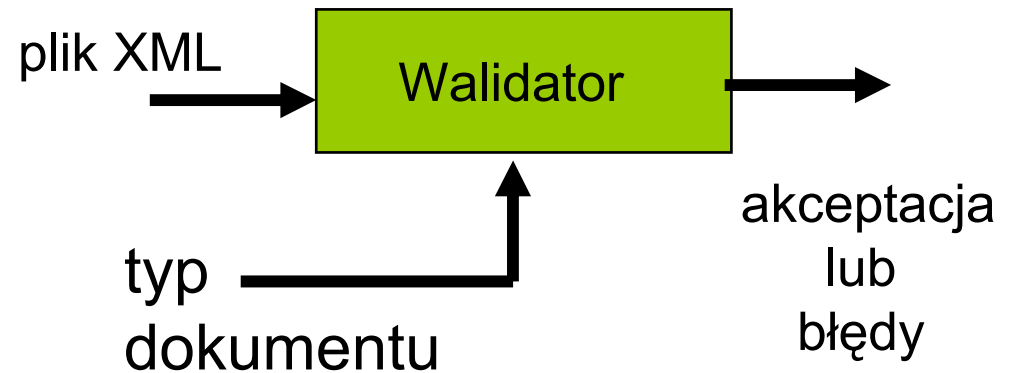 plik XML
Walidator
akceptacja
lub
błędy
typ
dokumentu